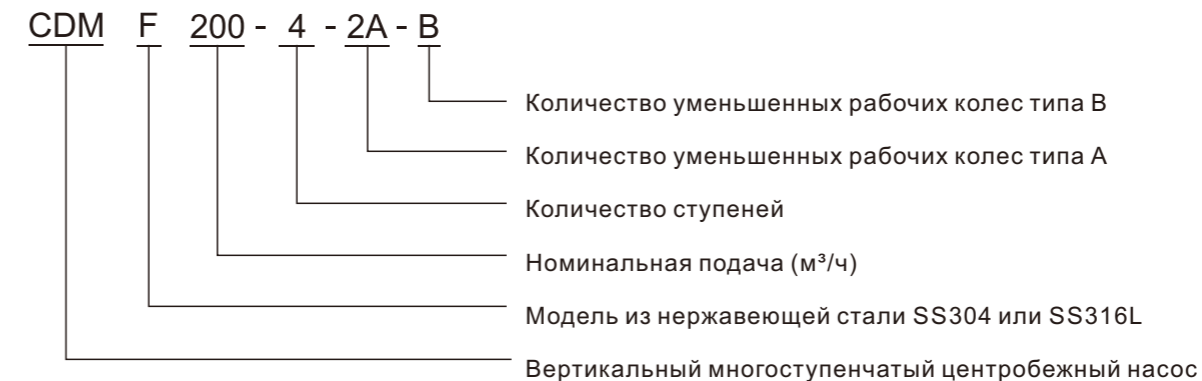 CDM F 200 - 4 - 2A - B
Количество уменьшенных рабочих колес типа B
Количество уменьшенных рабочих колес типа A
Количество ступеней
Номинальная подача (м³/ч)
Модель из нержавеющей стали SS304 или SS316L
Вертикальный многоступенчатый центробежный насос